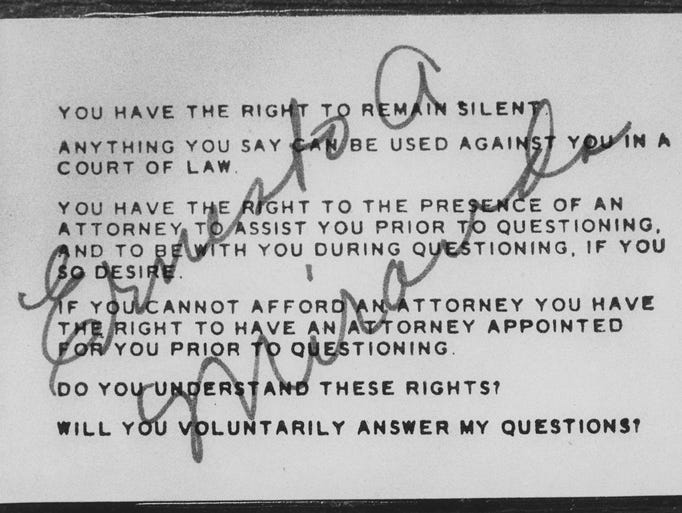 YOU HAVE THE RIGHT TO REMAIN SILENT
ANYTHING YOU SAY CAN BE USED AGAINST YOU IN A
COURT OF LAW.
YOU HAVE THE RIGHT TO THE PRESENCE OF AN
ATTORNEY TO ASSIST YOU PRIOR TO QUESTIONING,
AND TO BE WITH YOU DURING QUESTIONING, IF YOU
SO DESIRE.
IF YOU CANNOT AFFORD AN ATTORNEY YOU HAVE
THE RIGHT TO HAVE AN ATTORNEY APPOINTED
FOR YOU PRIOR TO QUESTIONING.
DO YOU UNDERSTAND THESE RIGHTS?
WILL YOU VOLUNTARILY ANSWER MY QUESTIONS?
Ernesto A
Miranda